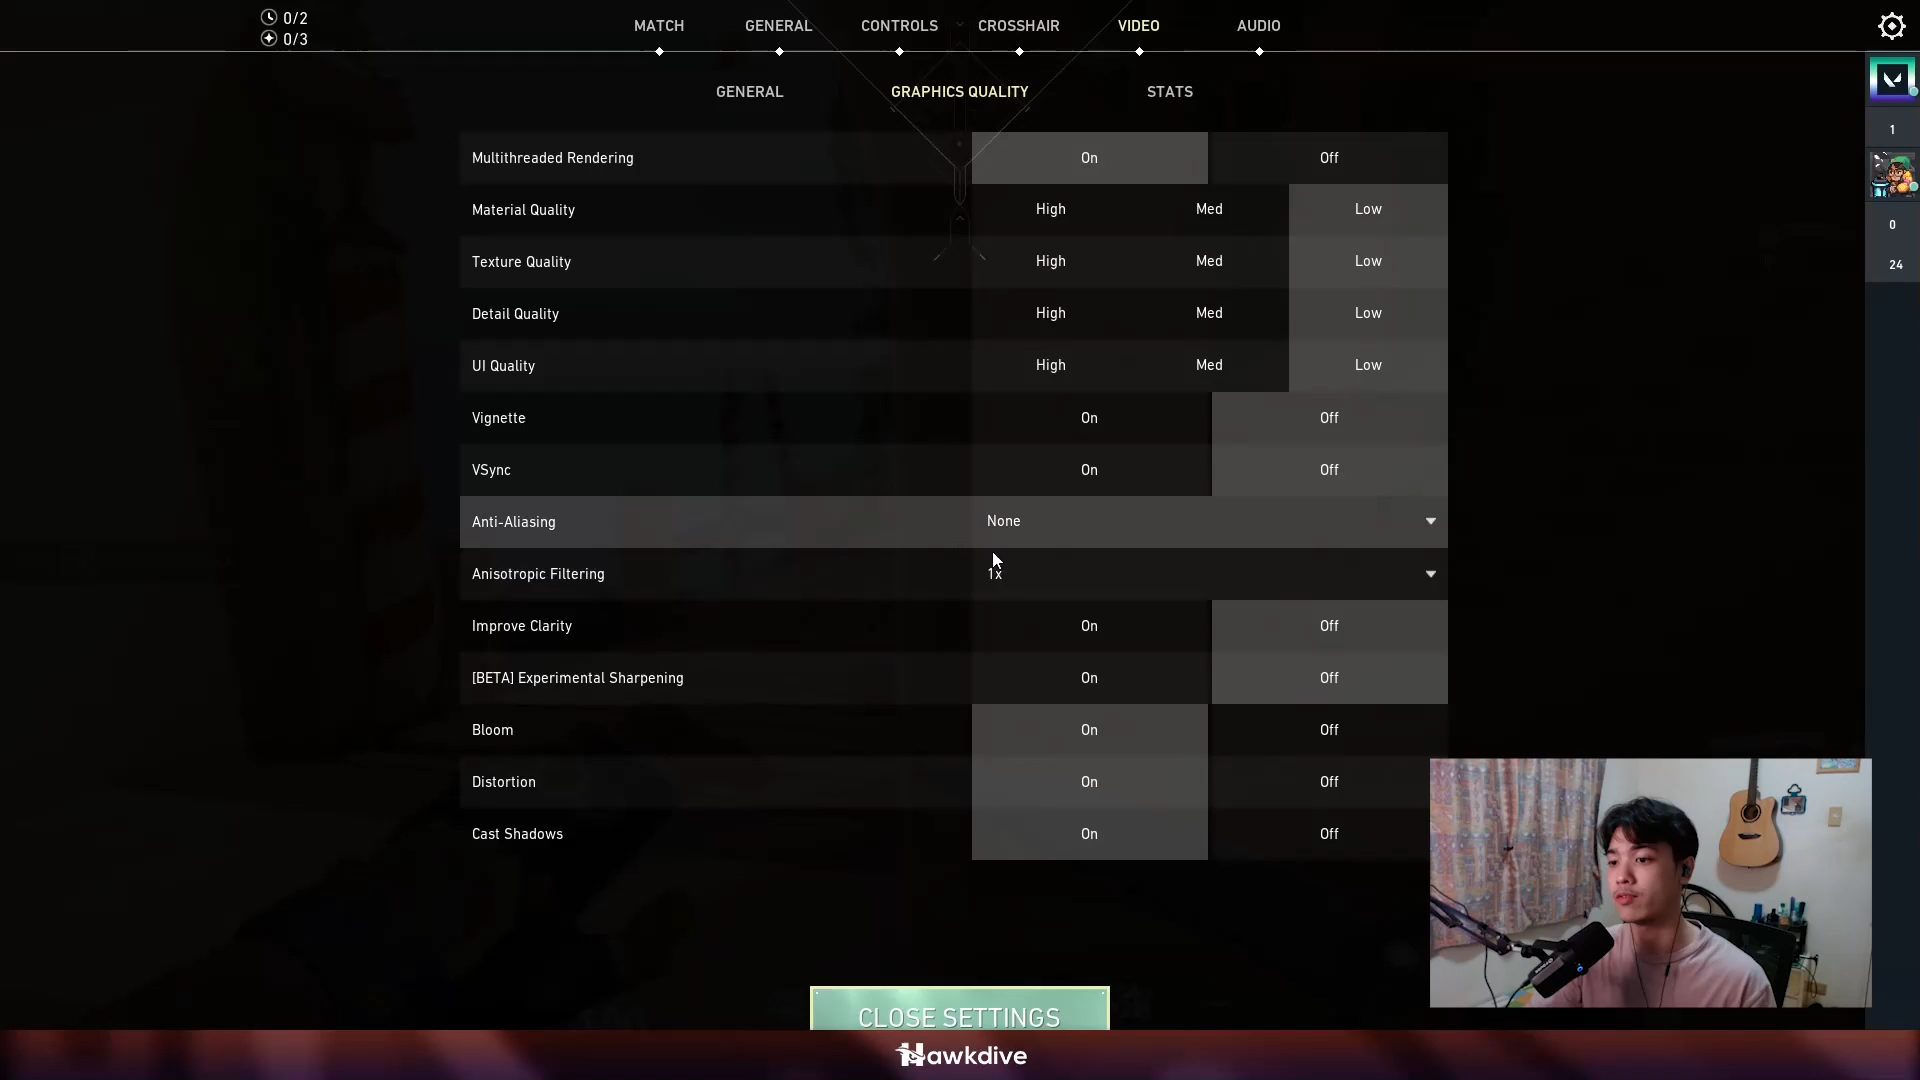 0/2
0/3
MATCH GENERAL CONTROLS CROSSHAIR VIDEO AUDIO
GENERAL GRAPHICS QUALITY STATS
Multithreaded Rendering On Off
Material Quality High Med Low
Texture Quality High Med Low
Detail Quality High Med Low
UI Quality High Med Low
Vignette On Off
VSync On Off
Anti-Aliasing None
Anisotropic Filtering 1x
Improve Clarity On Off
[BETA] Experimental Sharpening On Off
Bloom On Off
Distortion On Off
Cast Shadows On Off
1
0
24
CLOSE SETTINGS
Hawkdive